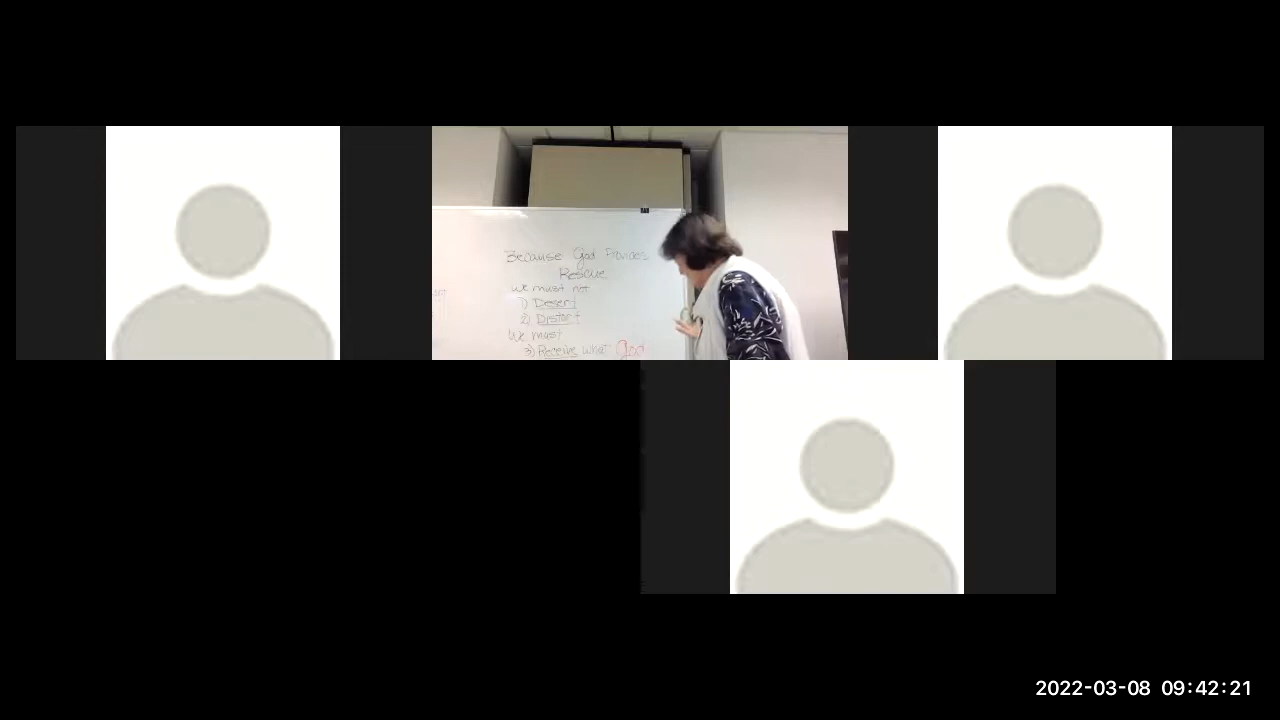 Because God Provides
Rescue
We must not
1) Desert
2) Distort
We must
3) Receive what God
2022-03-08 09:42:21